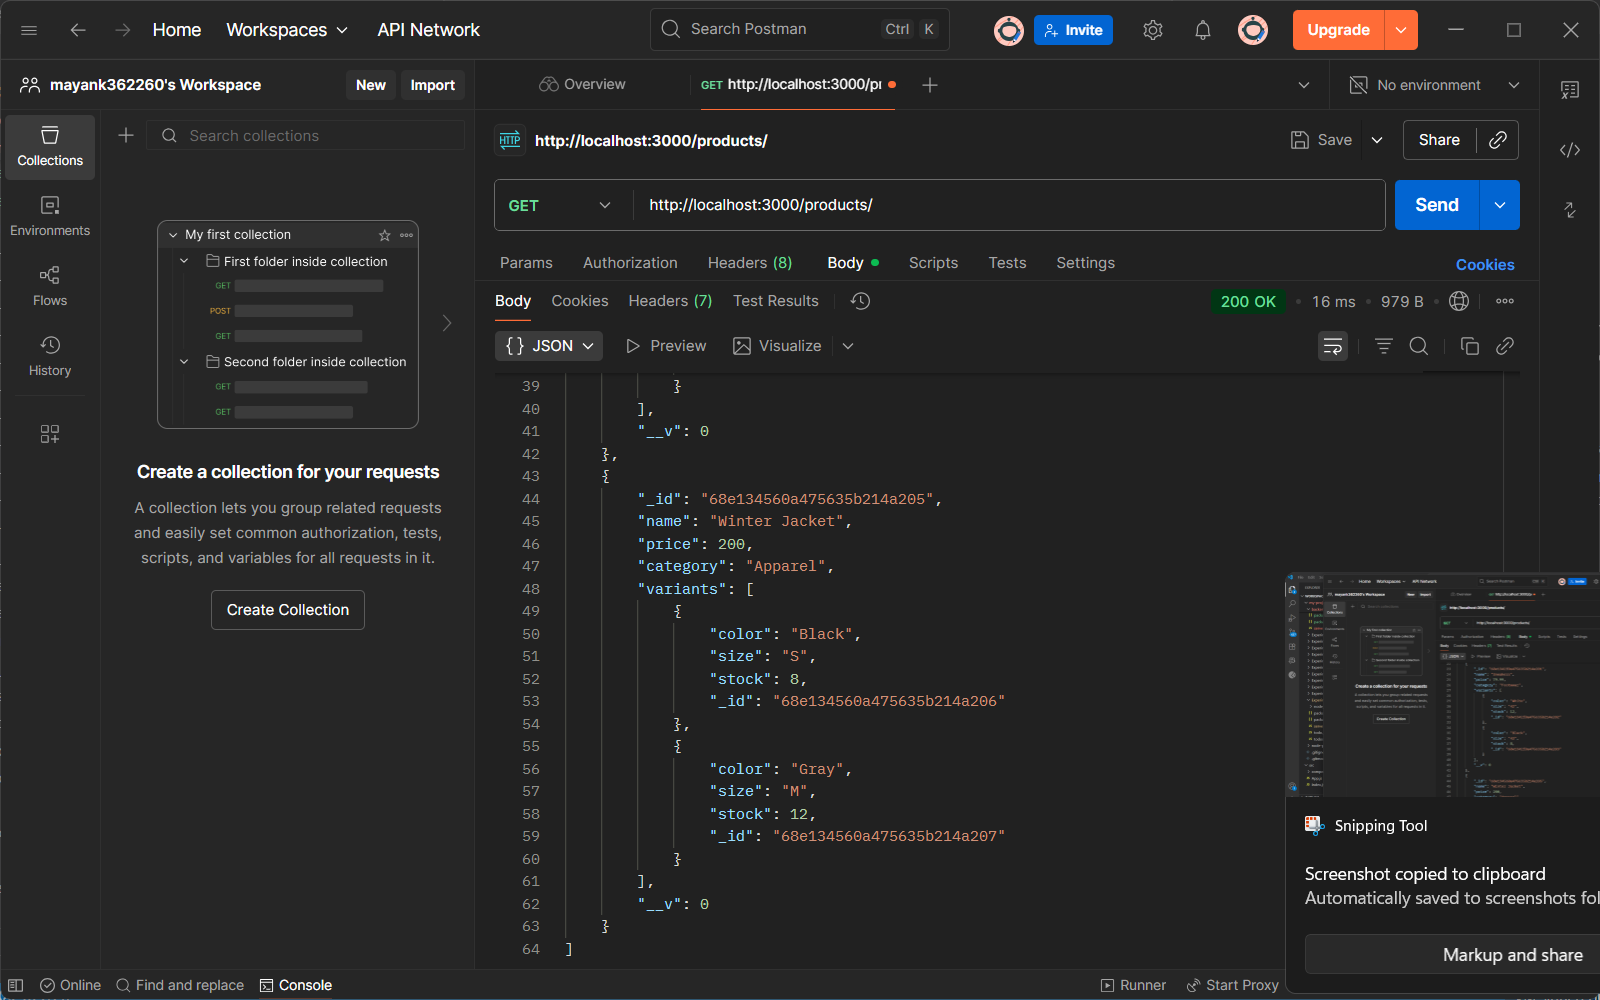 Home Workspaces API Network Search Postman Ctrl K Invite Upgrade
mayank362260's Workspace New Import Overview GET http://localhost:3000/pr No environment
Search collections
http://localhost:3000/products/ Save Share
GET http://localhost:3000/products/ Send
Params Authorization Headers (8) Body Scripts Tests Settings Cookies
Body Cookies Headers (7) Test Results 200 OK 16 ms 979 B
{} JSON Preview Visualize
Collections
Environments
Flows
History
My first collection
First folder inside collection
GET
POST
GET
Second folder inside collection
GET
GET
Create a collection for your requests
A collection lets you group related requests
and easily set common authorization, tests,
scripts, and variables for all requests in it.
Create Collection
39 }
40 ],
41 "__v": 0
42 },
43 {
44 "_id": "68e134560a475635b214a205",
45 "name": "Winter Jacket",
46 "price": 200,
47 "category": "Apparel",
48 "variants": [
49 {
50 "color": "Black",
51 "size": "S",
52 "stock": 8,
53 "_id": "68e134560a475635b214a206"
54 },
55 {
56 "color": "Gray",
57 "size": "M",
58 "stock": 12,
59 "_id": "68e134560a475635b214a207"
60 }
61 ],
62 "__v": 0
63 }
64 ]
Snipping Tool
Screenshot copied to clipboard
Automatically saved to screenshots fol
Markup and share
Online Find and replace Console Runner Start Proxy